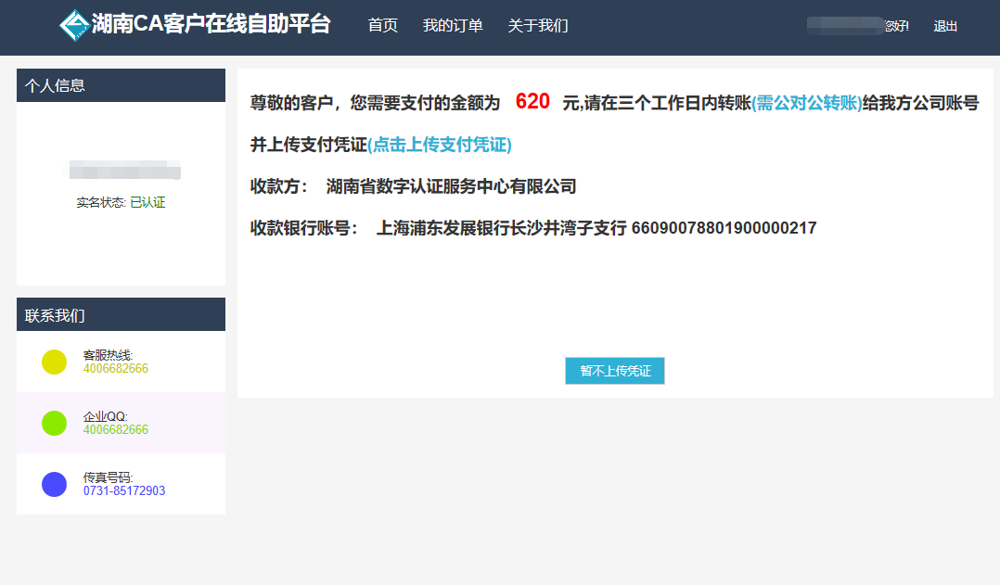 湖南CA客户在线自助平台 首页 我的订单 关于我们 您好! 退出
个人信息
实名状态: 已认证
联系我们
客服热线:
4006682666
企业QQ:
4006682666
传真号码:
0731-85172903
尊敬的客户，您需要支付的金额为 620 元,请在三个工作日内转账(需公对公转账)给我方公司账号
并上传支付凭证(点击上传支付凭证)
收款方： 湖南省数字认证服务中心有限公司
收款银行账号： 上海浦东发展银行长沙井湾子支行 66090078801900000217
暂不上传凭证